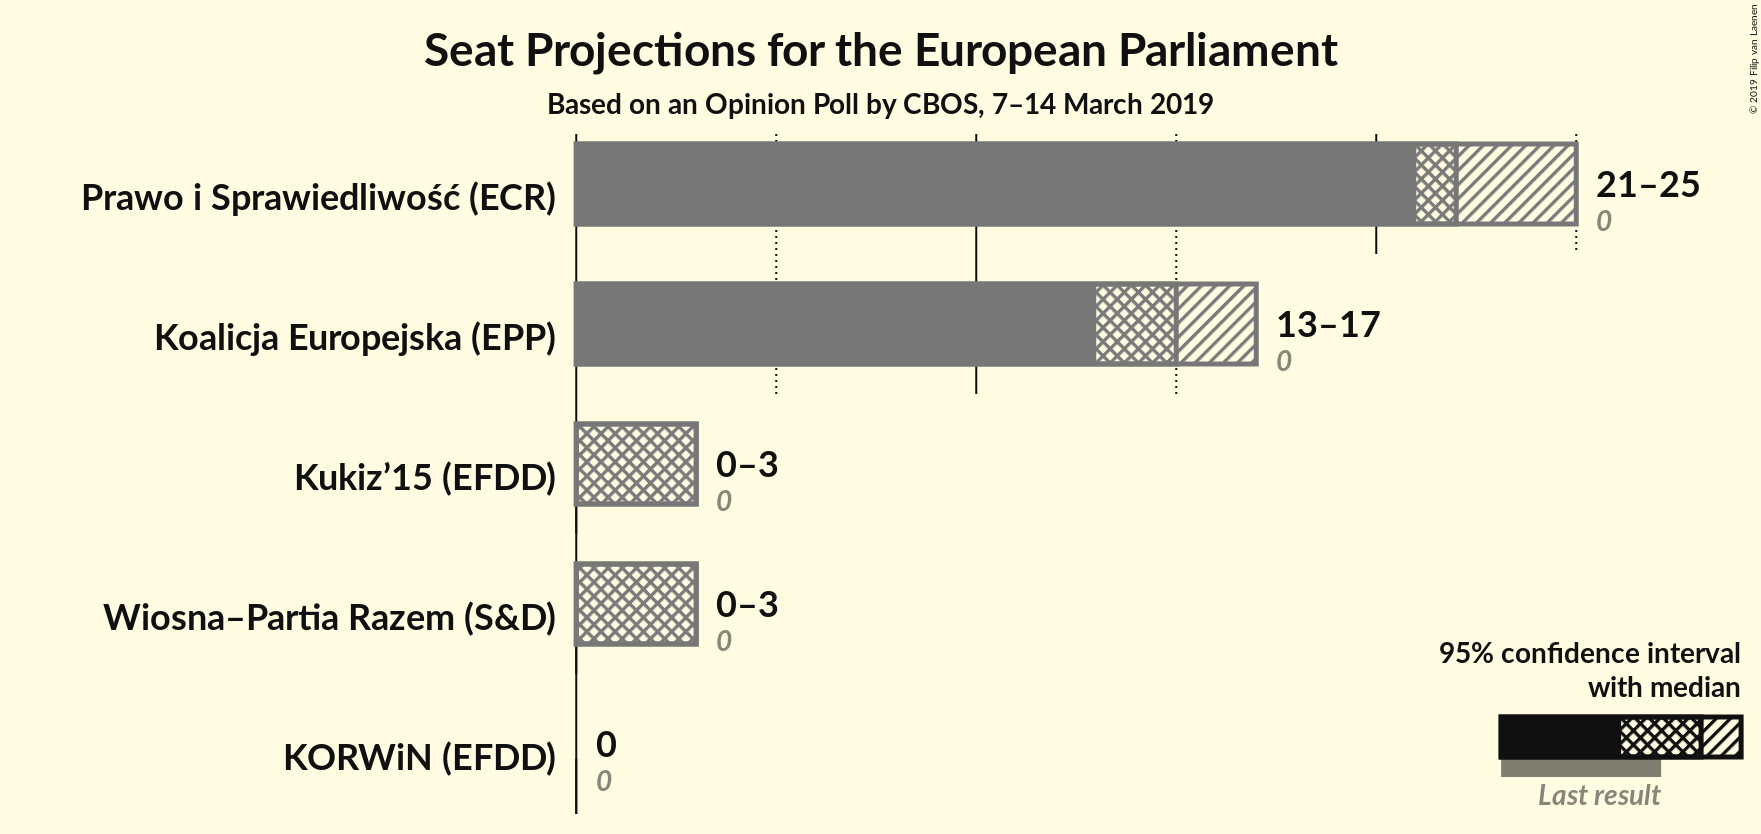 Seat Projections for the European Parliament
Based on an Opinion Poll by CBOS, 7–14 March 2019
© 2019 Filip van Laenen
Prawo i Sprawiedliwość (ECR)
21–25
0
Koalicja Europejska (EPP)
13–17
0
Kukiz’15 (EFDD)
0–3
0
Wiosna–Partia Razem (S&D)
0–3
0
KORWiN (EFDD)
0
0
95% confidence interval
with median
Last result